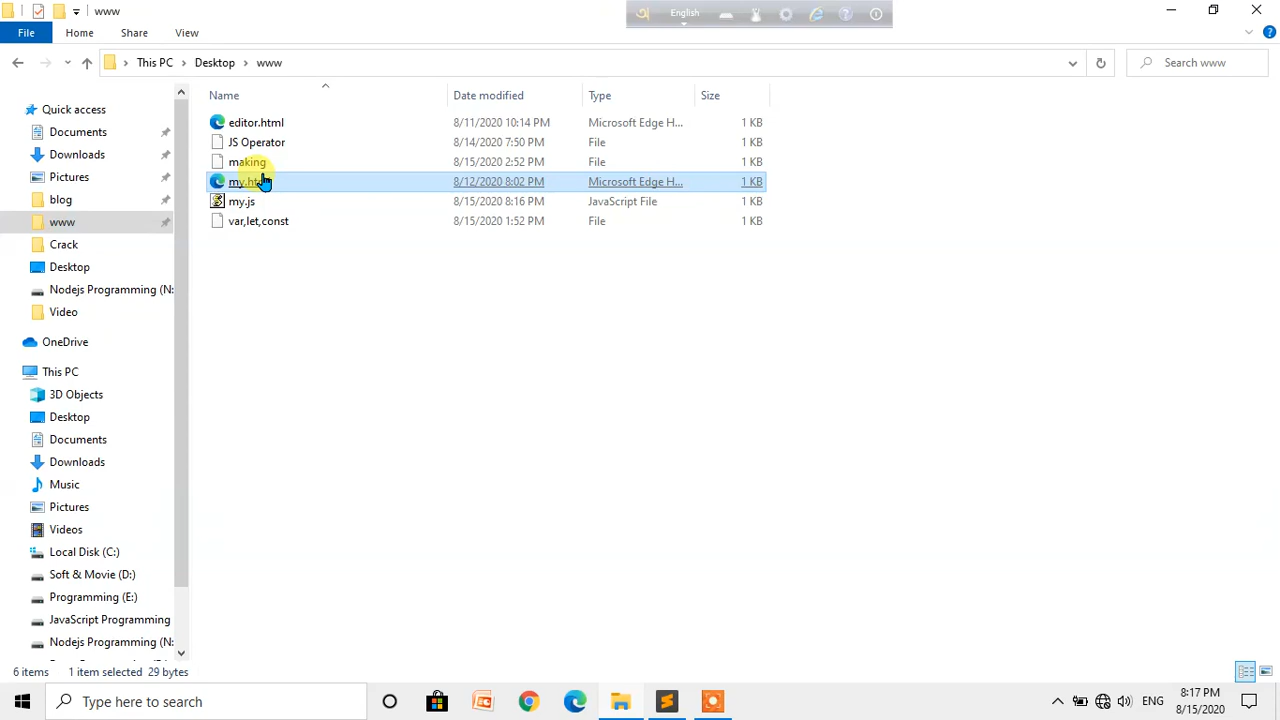 www
English
File Home Share View
This PC Desktop www
Search www
Name Date modified Type Size
editor.html 8/11/2020 10:14 PM Microsoft Edge H... 1 KB
JS Operator 8/14/2020 7:50 PM File 1 KB
making 8/15/2020 2:52 PM File 1 KB
8/12/2020 8:02 PM Microsoft Edge H... 1 KB
my.js 8/15/2020 8:16 PM JavaScript File 1 KB
var,let,const 8/15/2020 1:52 PM File 1 KB
Quick access
Documents
Downloads
Pictures
blog
www
Crack
Desktop
Nodejs Programming (N:
Video
OneDrive
This PC
3D Objects
Desktop
Documents
Downloads
Music
Pictures
Videos
Local Disk (C:)
Soft & Movie (D:)
Programming (E:)
JavaScript Programming
Nodejs Programming (N:
6 items 1 item selected 29 bytes
Type here to search
ENG
8:17 PM
8/15/2020